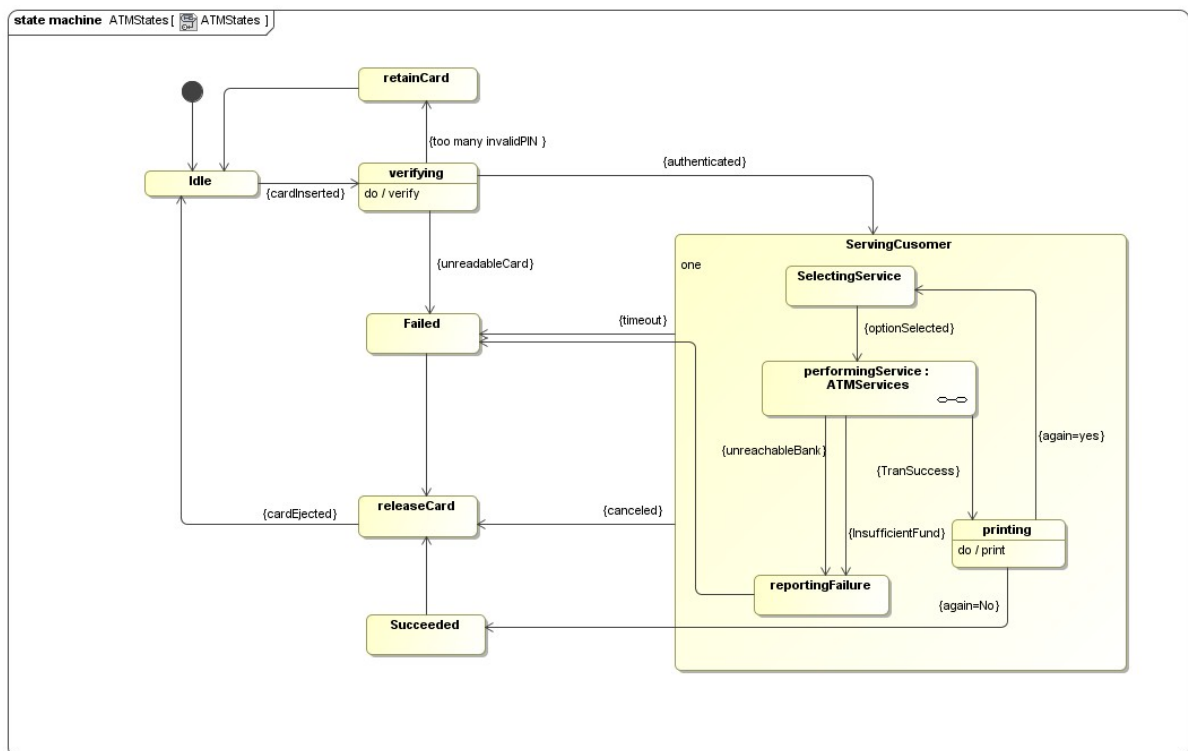 state machine ATMStates [ ATMStates ]
retainCard
{too many invalidPIN }
{authenticated}
Idle
{cardInserted}
verifying
do / verify
ServingCusomer
one
{unreadableCard}
SelectingService
Failed
{timeout}
{optionSelected}
performingService :
ATMServices
{again=yes}
{unreachableBank}
{TranSuccess}
releaseCard
{cardEjected}
{canceled}
{InsufficientFund}
printing
do / print
reportingFailure
{again=No}
Succeeded